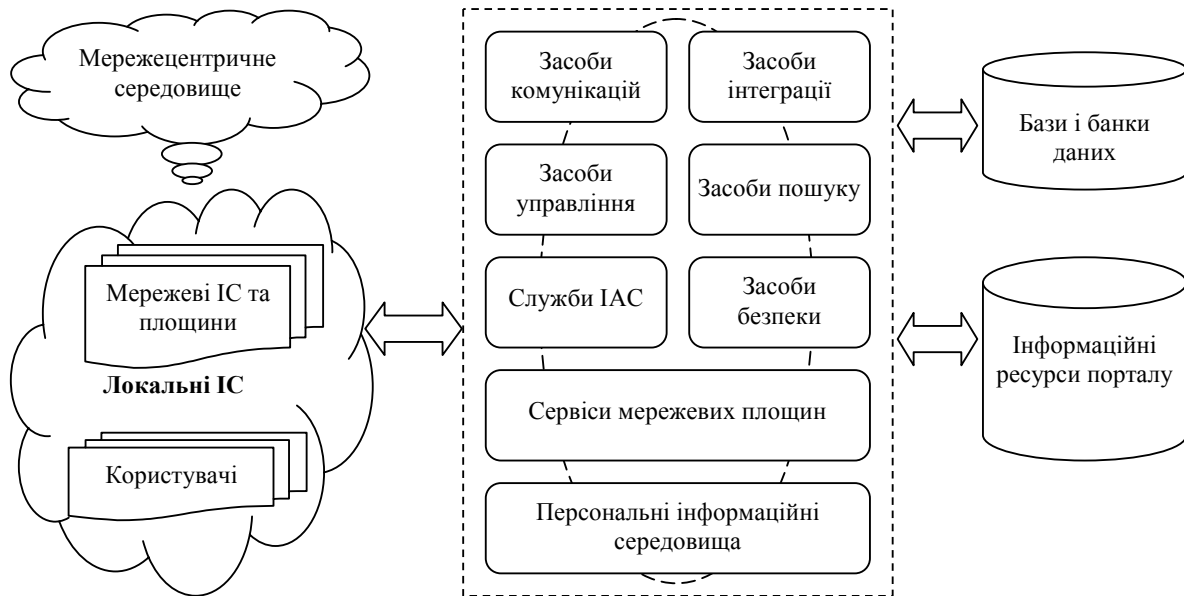 Мережецентричне
середовище
Мережеві ІС та
площини
Локальні ІС
Користувачі
Засоби
комунікацій
Засоби
інтеграції
Засоби
управління
Засоби пошуку
Служби ІАС
Засоби
безпеки
Сервіси мережевих площин
Персональні інформаційні
середовища
Бази і банки
даних
Інформаційні
ресурси порталу